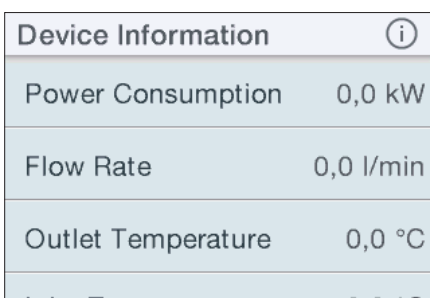 Device Information
Power Consumption 0,0 kW
Flow Rate 0,0 l/min
Outlet Temperature 0,0 °C